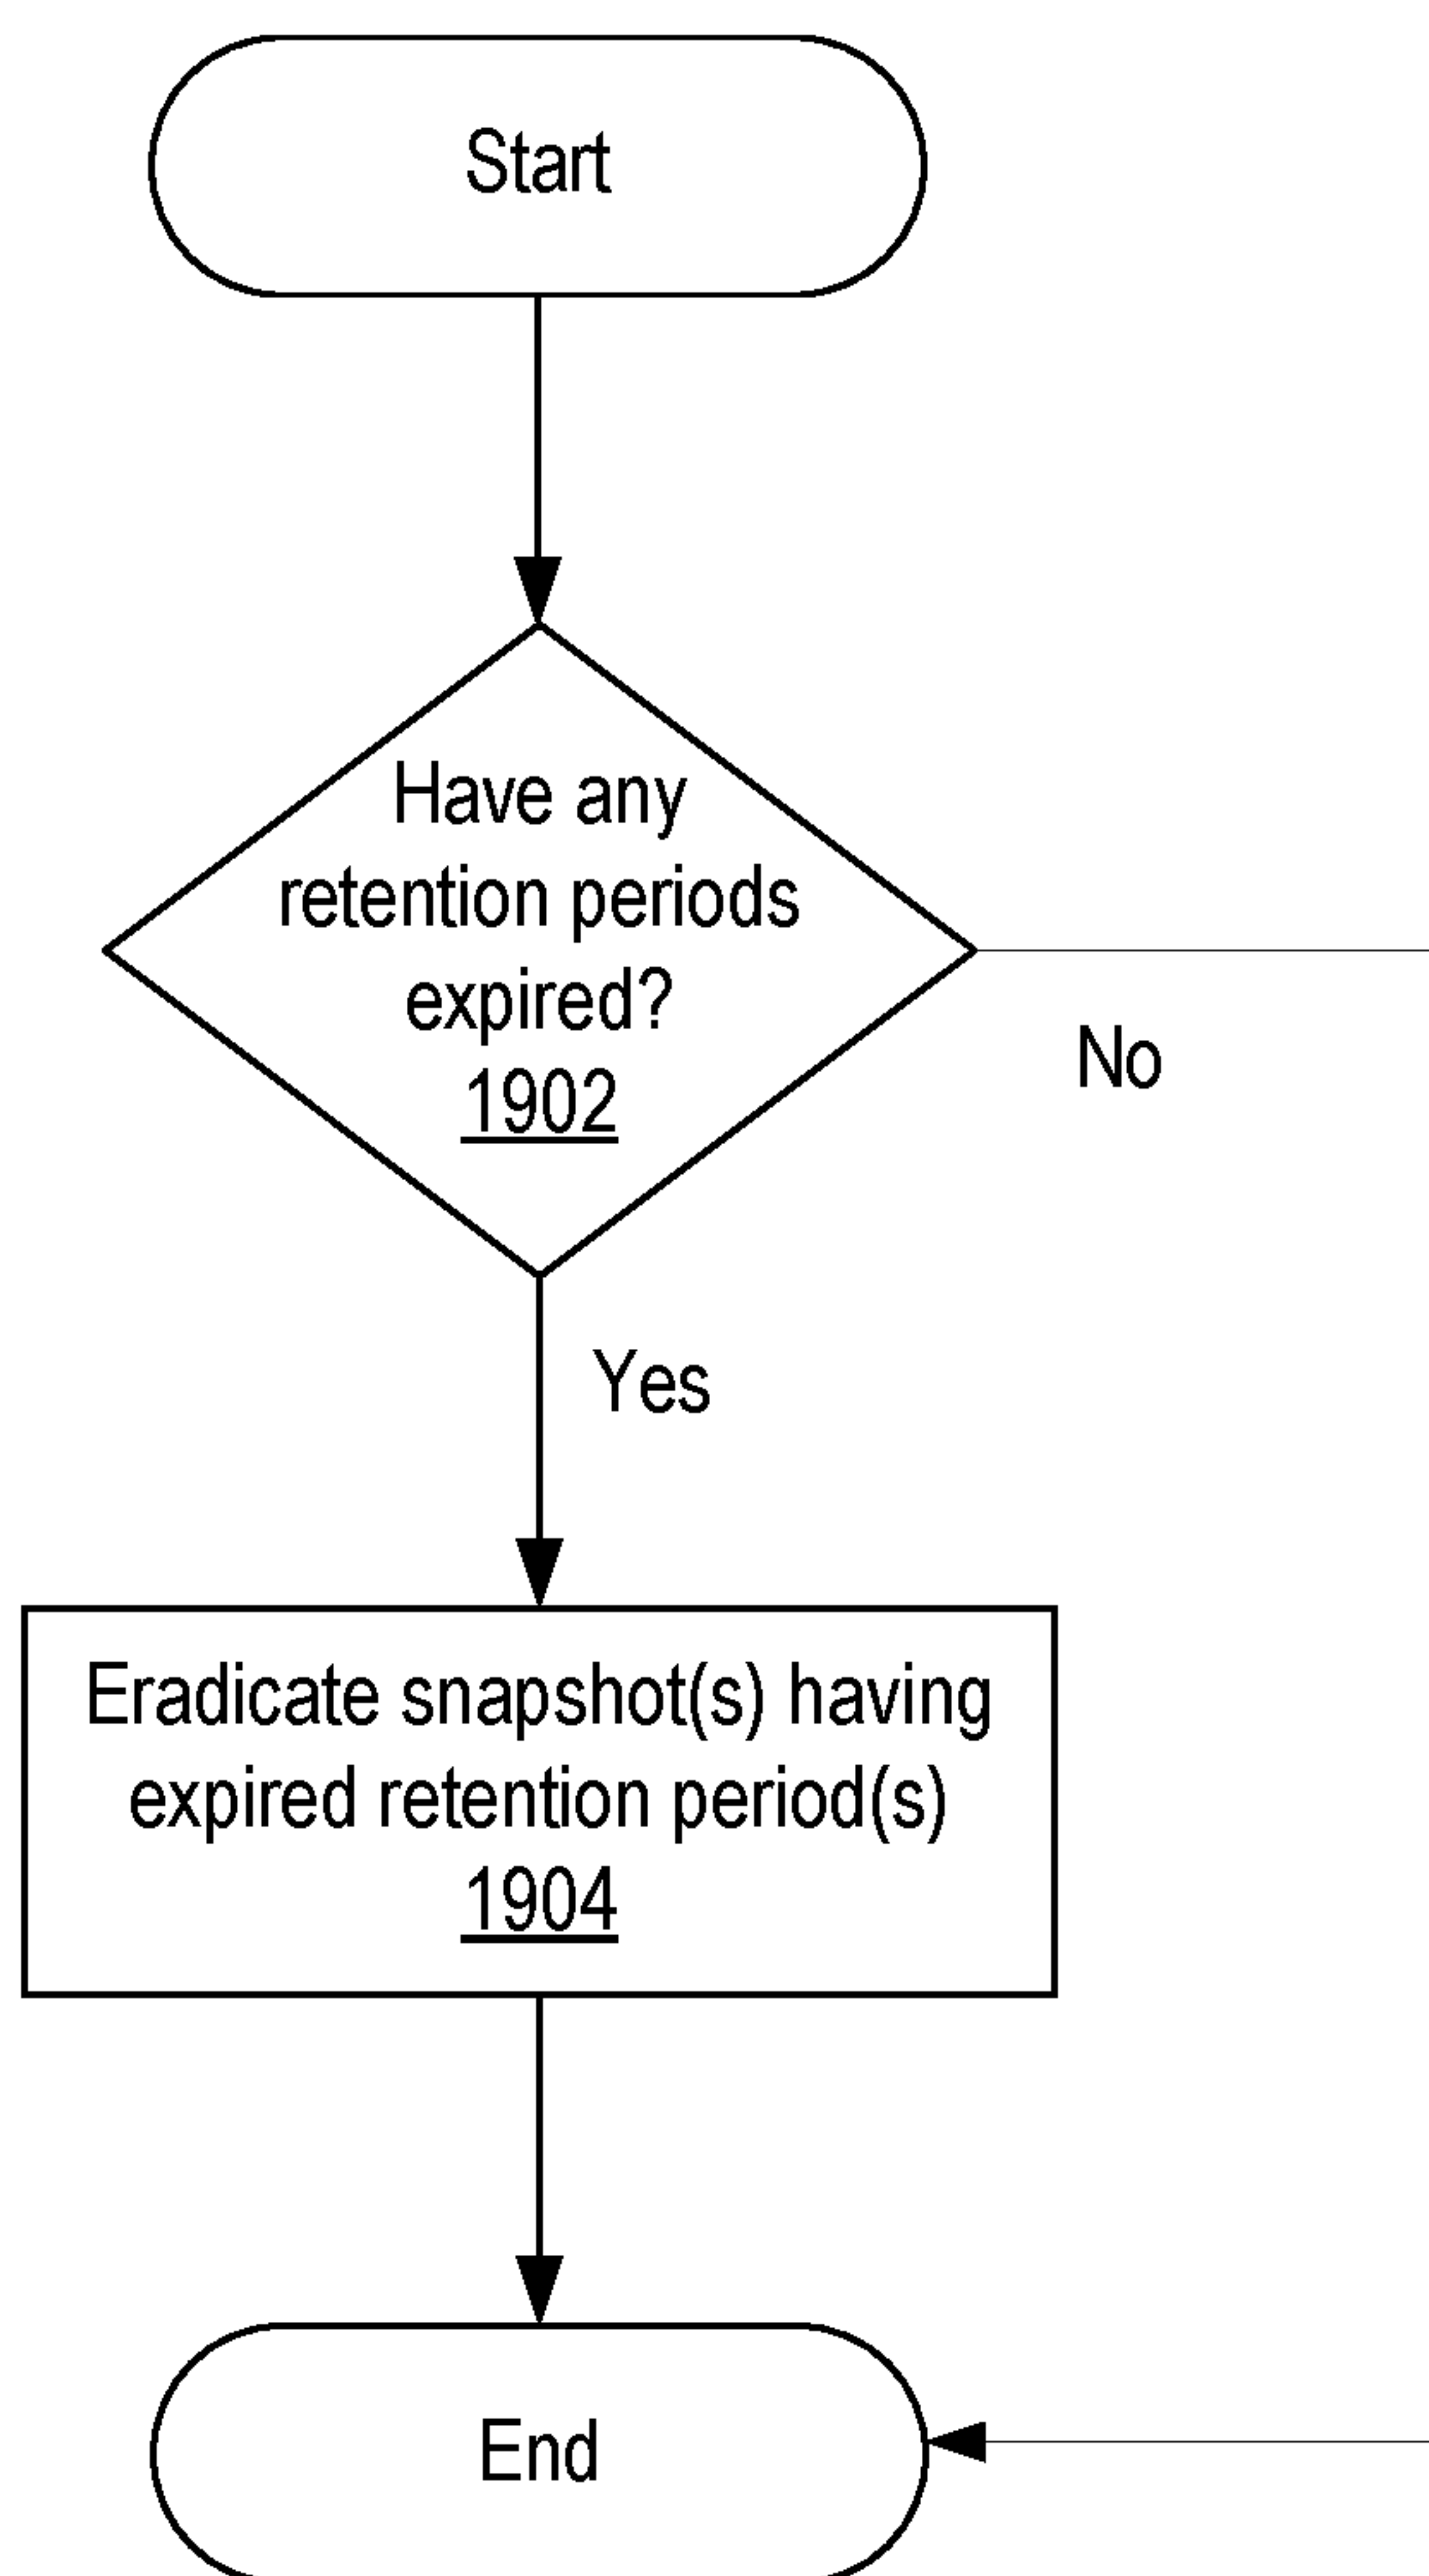 Start
Have any
retention periods
expired?
1902
No
Yes
Eradicate snapshot(s) having
expired retention period(s)
1904
End